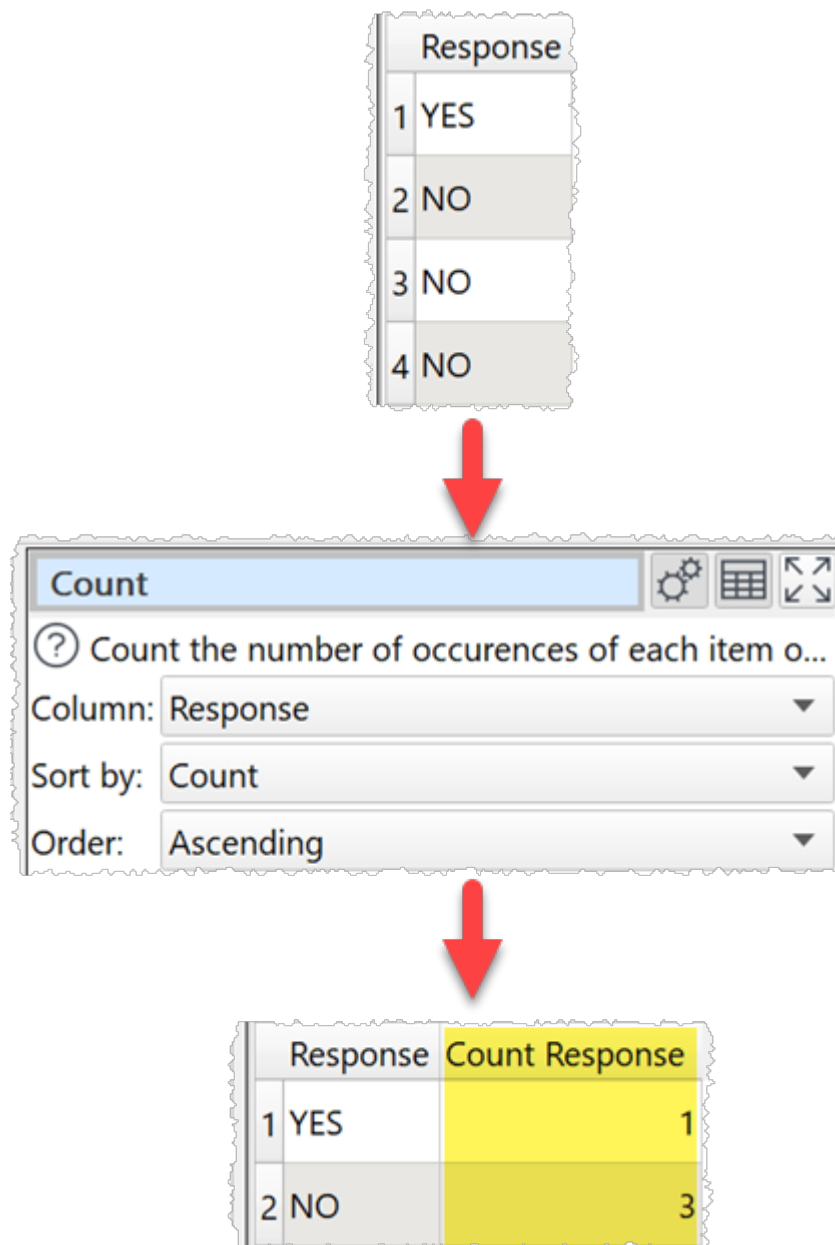 Response
1 YES
2 NO
3 NO
4 NO
Count
? Count the number of occurences of each item o...
Column: Response
Sort by: Count
Order: Ascending
Response Count Response
1 YES 1
2 NO 3